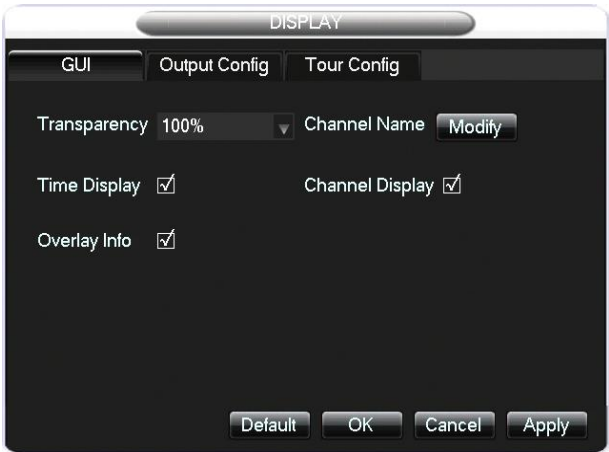 DISPLAY
GUI Output Config Tour Config
Transparency 100% Channel Name Modify
Time Display Channel Display
Overlay Info
Default OK Cancel Apply